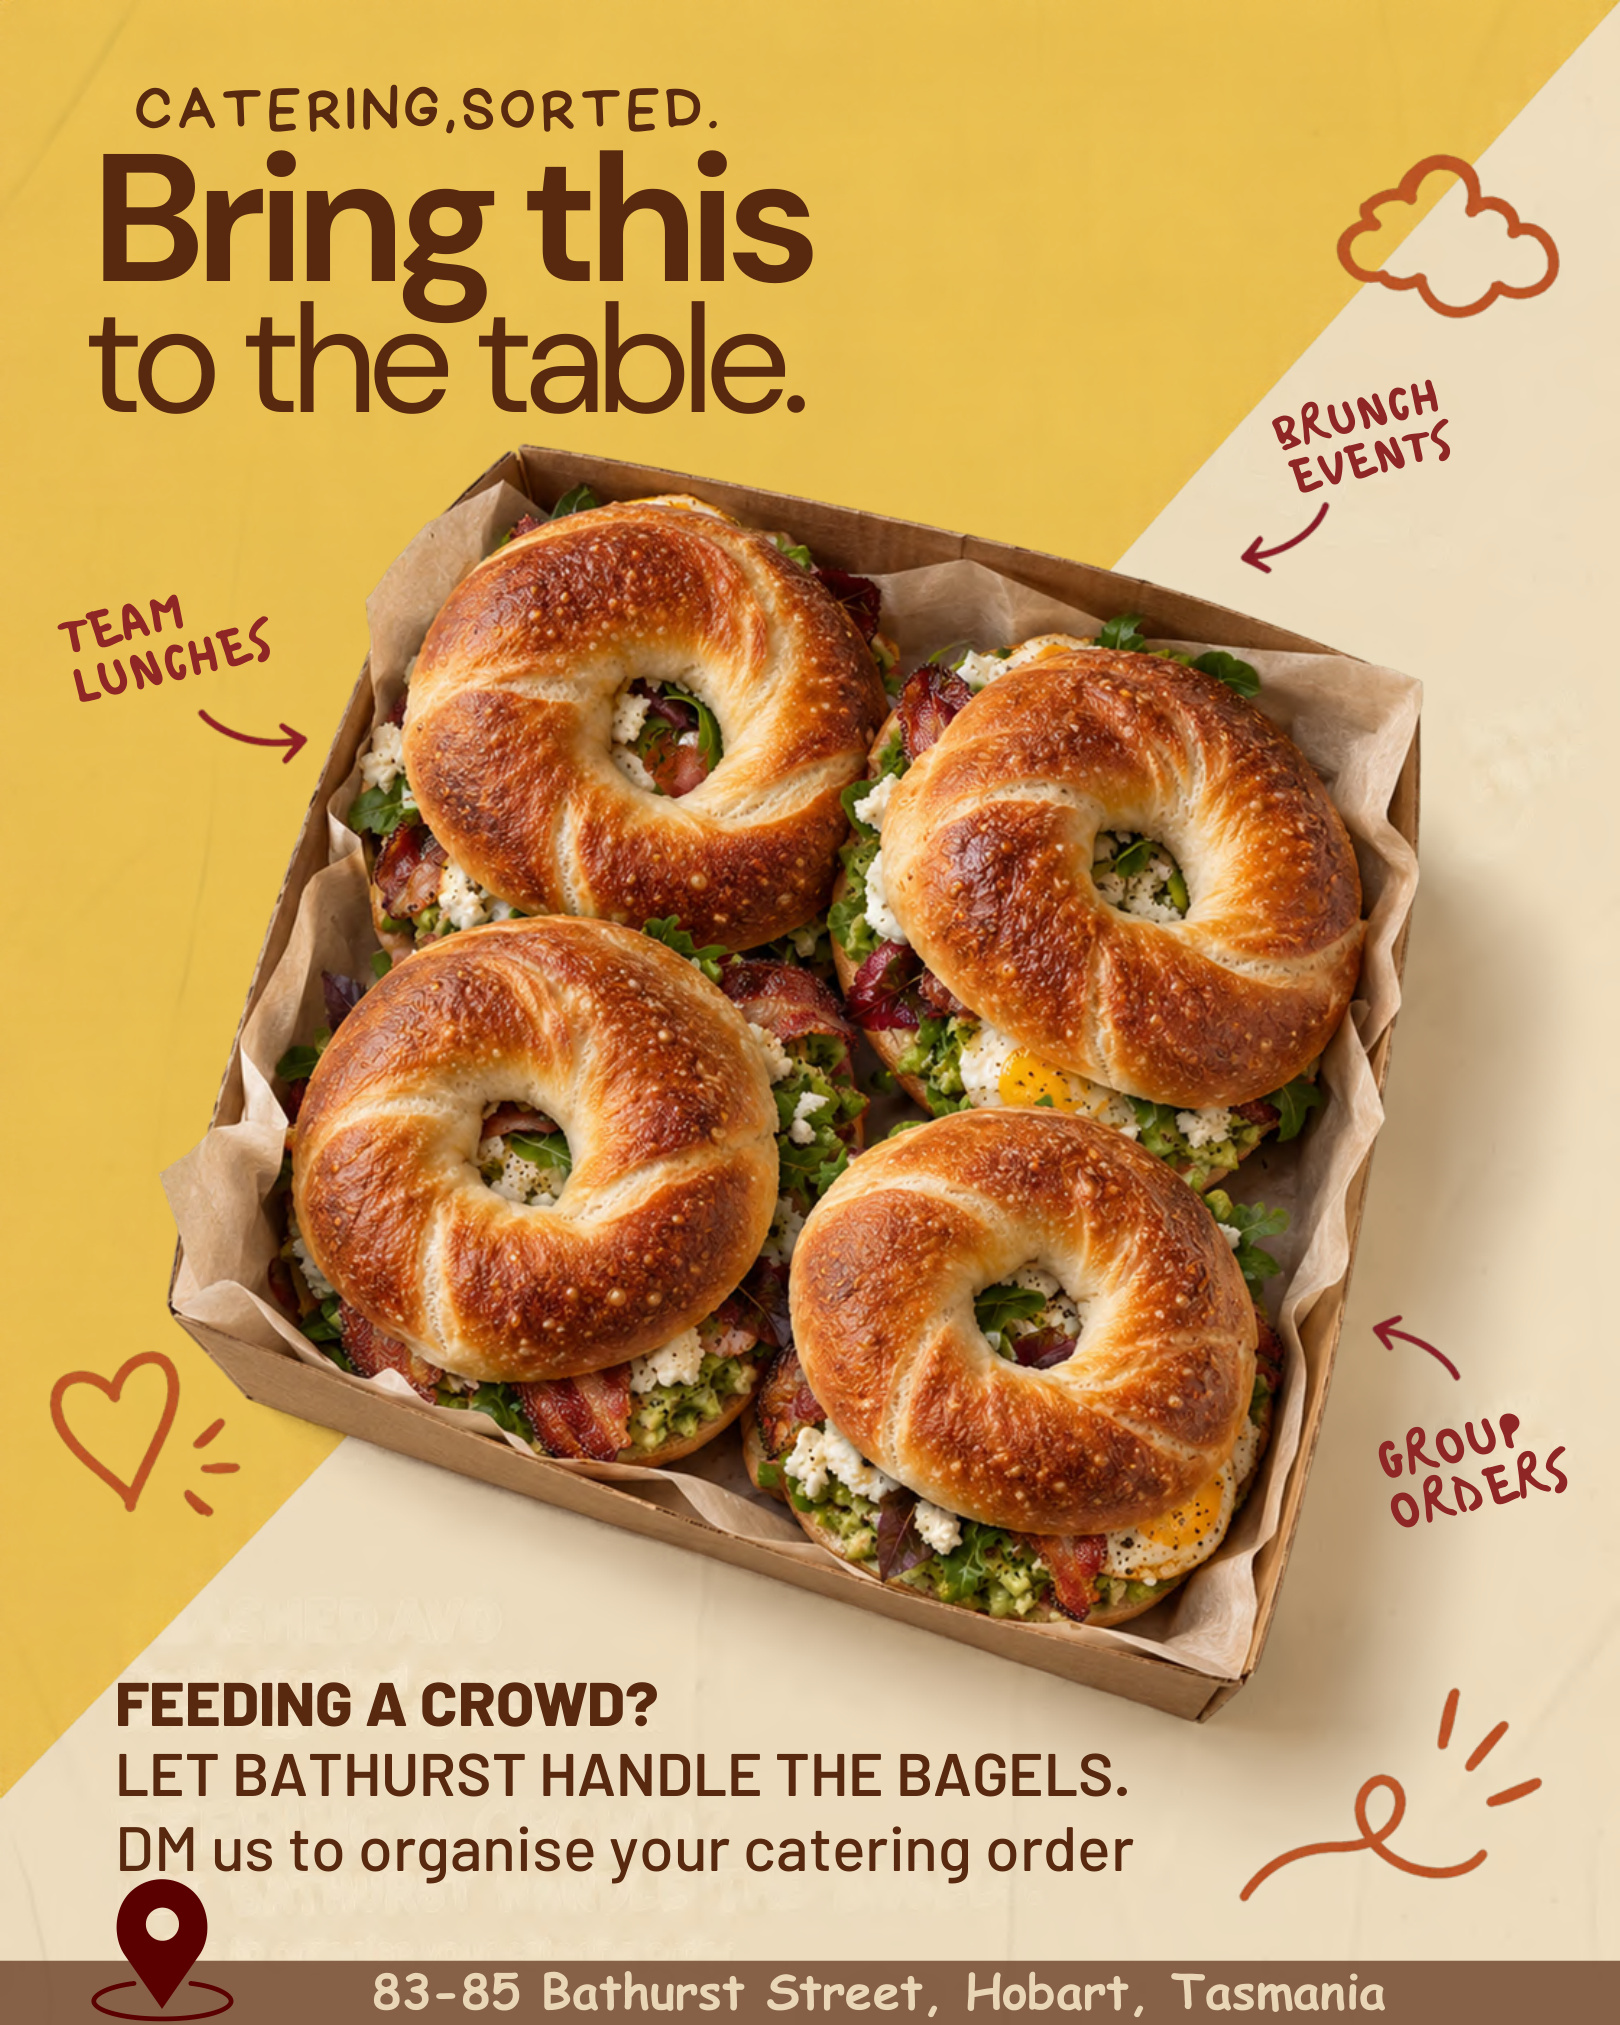 CATERING,SORTED.
Bring this
to the table.
BRUNCH
EVENTS
TEAM
LUNCHES
GROUP
ORDERS
FEEDING A CROWD?
LET BATHURST HANDLE THE BAGELS.
DM us to organise your catering order
83-85 Bathurst Street, Hobart, Tasmania